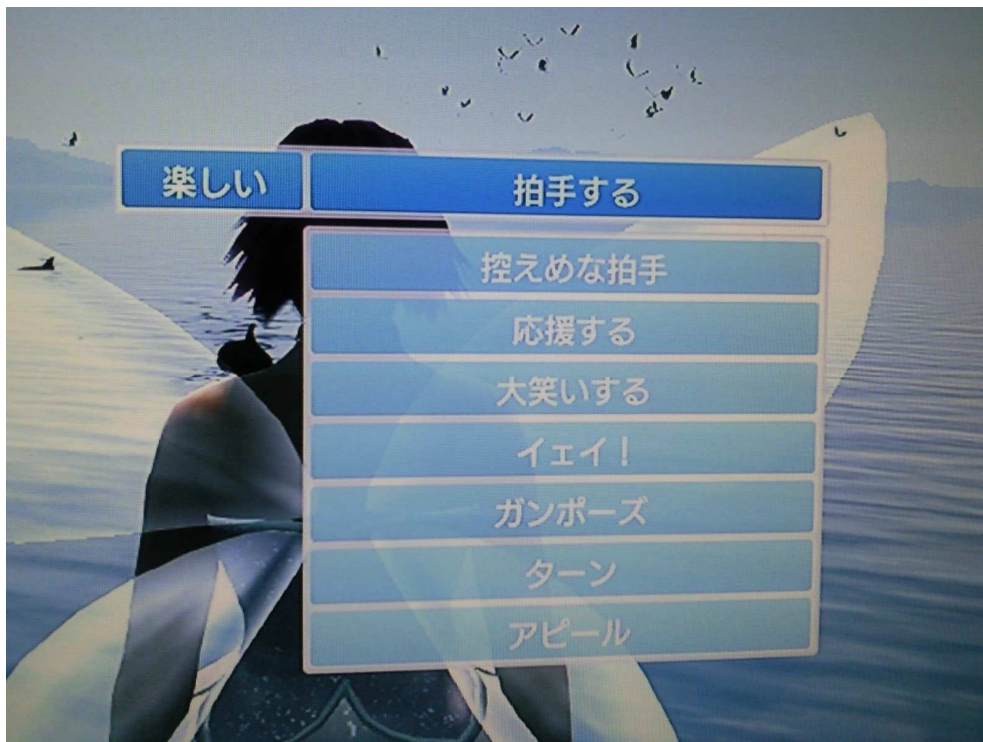 楽しい 拍手する
控えめな拍手
応援する
大笑いする
イェイ！
ガンポーズ
ターン
アピール